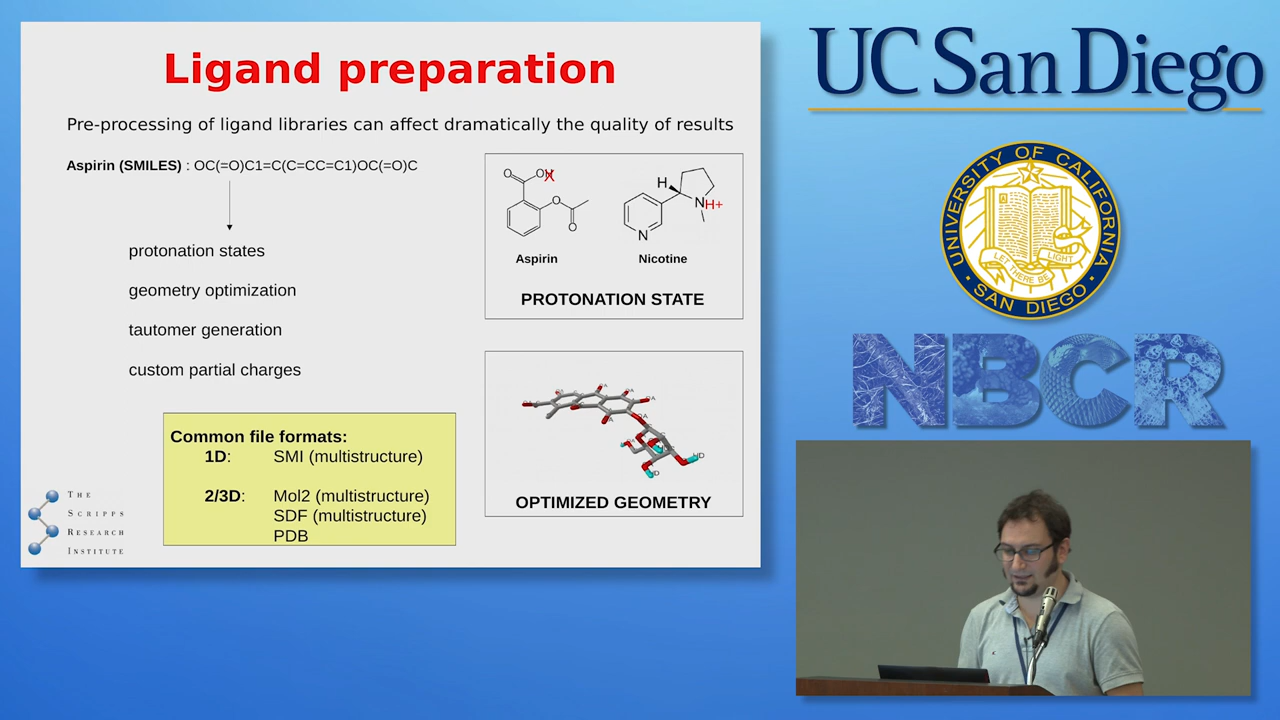 Ligand preparation
Pre-processing of ligand libraries can affect dramatically the quality of results
Aspirin (SMILES) : OC(=O)C1=C(C=CC=C1)OC(=O)C
protonation states
geometry optimization
tautomer generation
custom partial charges
Common file formats:
1D: SMI (multistructure)
2/3D: Mol2 (multistructure)
SDF (multistructure)
PDB
THE
SCRIPPS
RESEARCH
INSTITUTE
O
OH
X
O
O
Aspirin
H
N
H+
N
Nicotine
PROTONATION STATE
OPTIMIZED GEOMETRY
UC San Diego
UNIVERSITY OF CALIFORNIA
LET THERE BE LIGHT
SAN DIEGO
NBCR